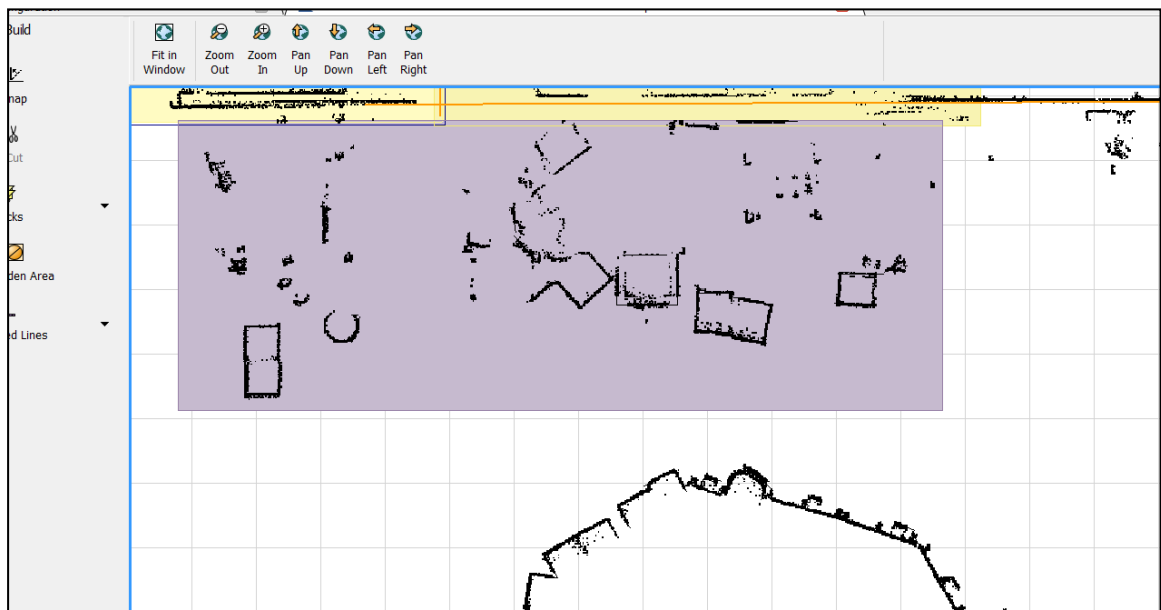 Build
Fit in
Window
Zoom
Out
Zoom
In
Pan
Up
Pan
Down
Pan
Left
Pan
Right
nap
Cut
cks
den Area
ed Lines